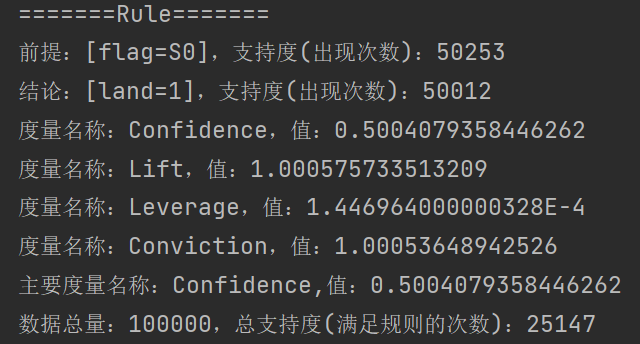 =======Rule=======
前提：[flag=S0]，支持度(出现次数)：50253
结论：[land=1]，支持度(出现次数)：50012
度量名称：Confidence，值：0.5004079358446262
度量名称：Lift，值：1.000575733513209
度量名称：Leverage，值：1.446964000000328E-4
度量名称：Conviction，值：1.00053648942526
主要度量名称：Confidence,值：0.5004079358446262
数据总量：100000，总支持度(满足规则的次数)：25147